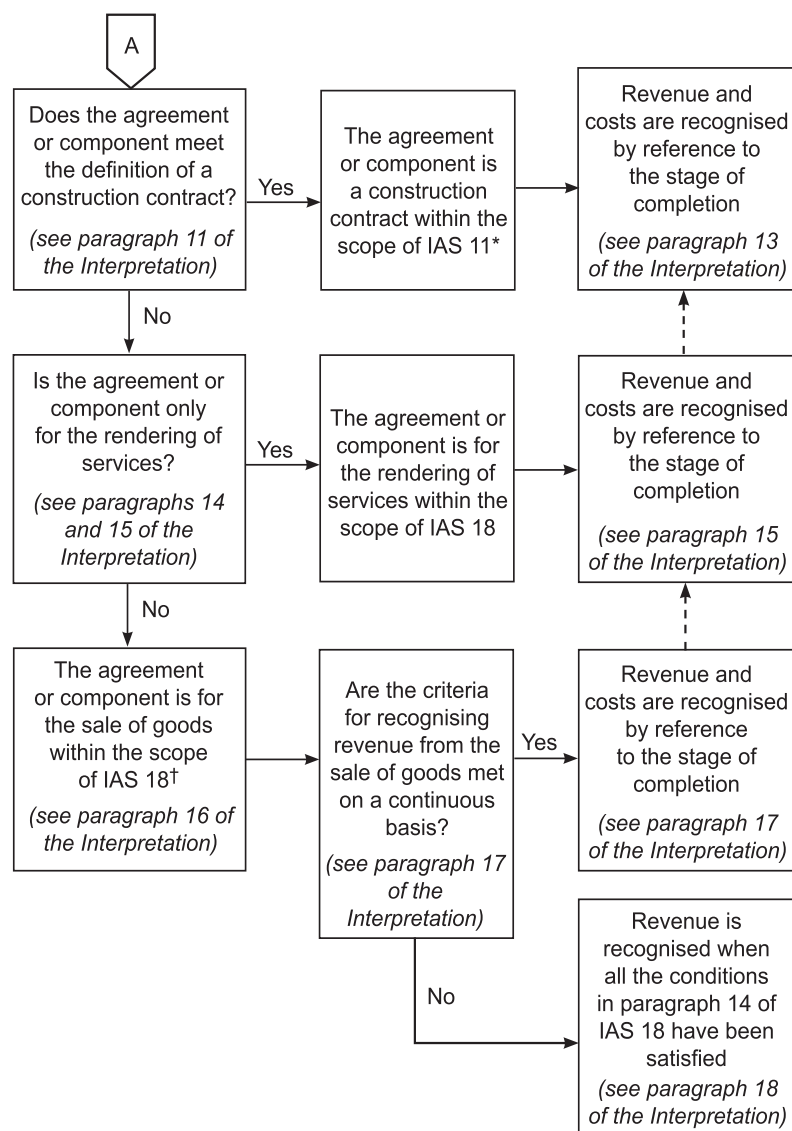 A
Does the agreement
or component meet
the definition of a
construction contract?
(see paragraph 11 of
the Interpretation)
Yes
The agreement
or component is
a construction
contract within the
scope of IAS 11*
Revenue and
costs are recognised
by reference to
the stage of
completion
(see paragraph 13
of the Interpretation)
No
Is the agreement or
component only
for the rendering of
services?
(see paragraphs 14
and 15 of the
Interpretation)
Yes
The agreement or
component is for
the rendering of
services within the
scope of IAS 18
Revenue and
costs are recognised
by reference to
the stage of
completion
(see paragraph 15
of the Interpretation)
No
The agreement
or component is for
the sale of goods
within the scope
of IAS 18†
(see paragraph 16 of
the Interpretation)
Are the criteria
for recognising
revenue from the
sale of goods met
on a continuous
basis?
(see paragraph 17
of the
Interpretation)
Yes
Revenue and
costs are recognised
by reference
to the stage of
completion
(see paragraph 17
of the Interpretation)
No
Revenue is
recognised when
all the conditions
in paragraph 14 of
IAS 18 have been
satisfied
(see paragraph 18
of the Interpretation)